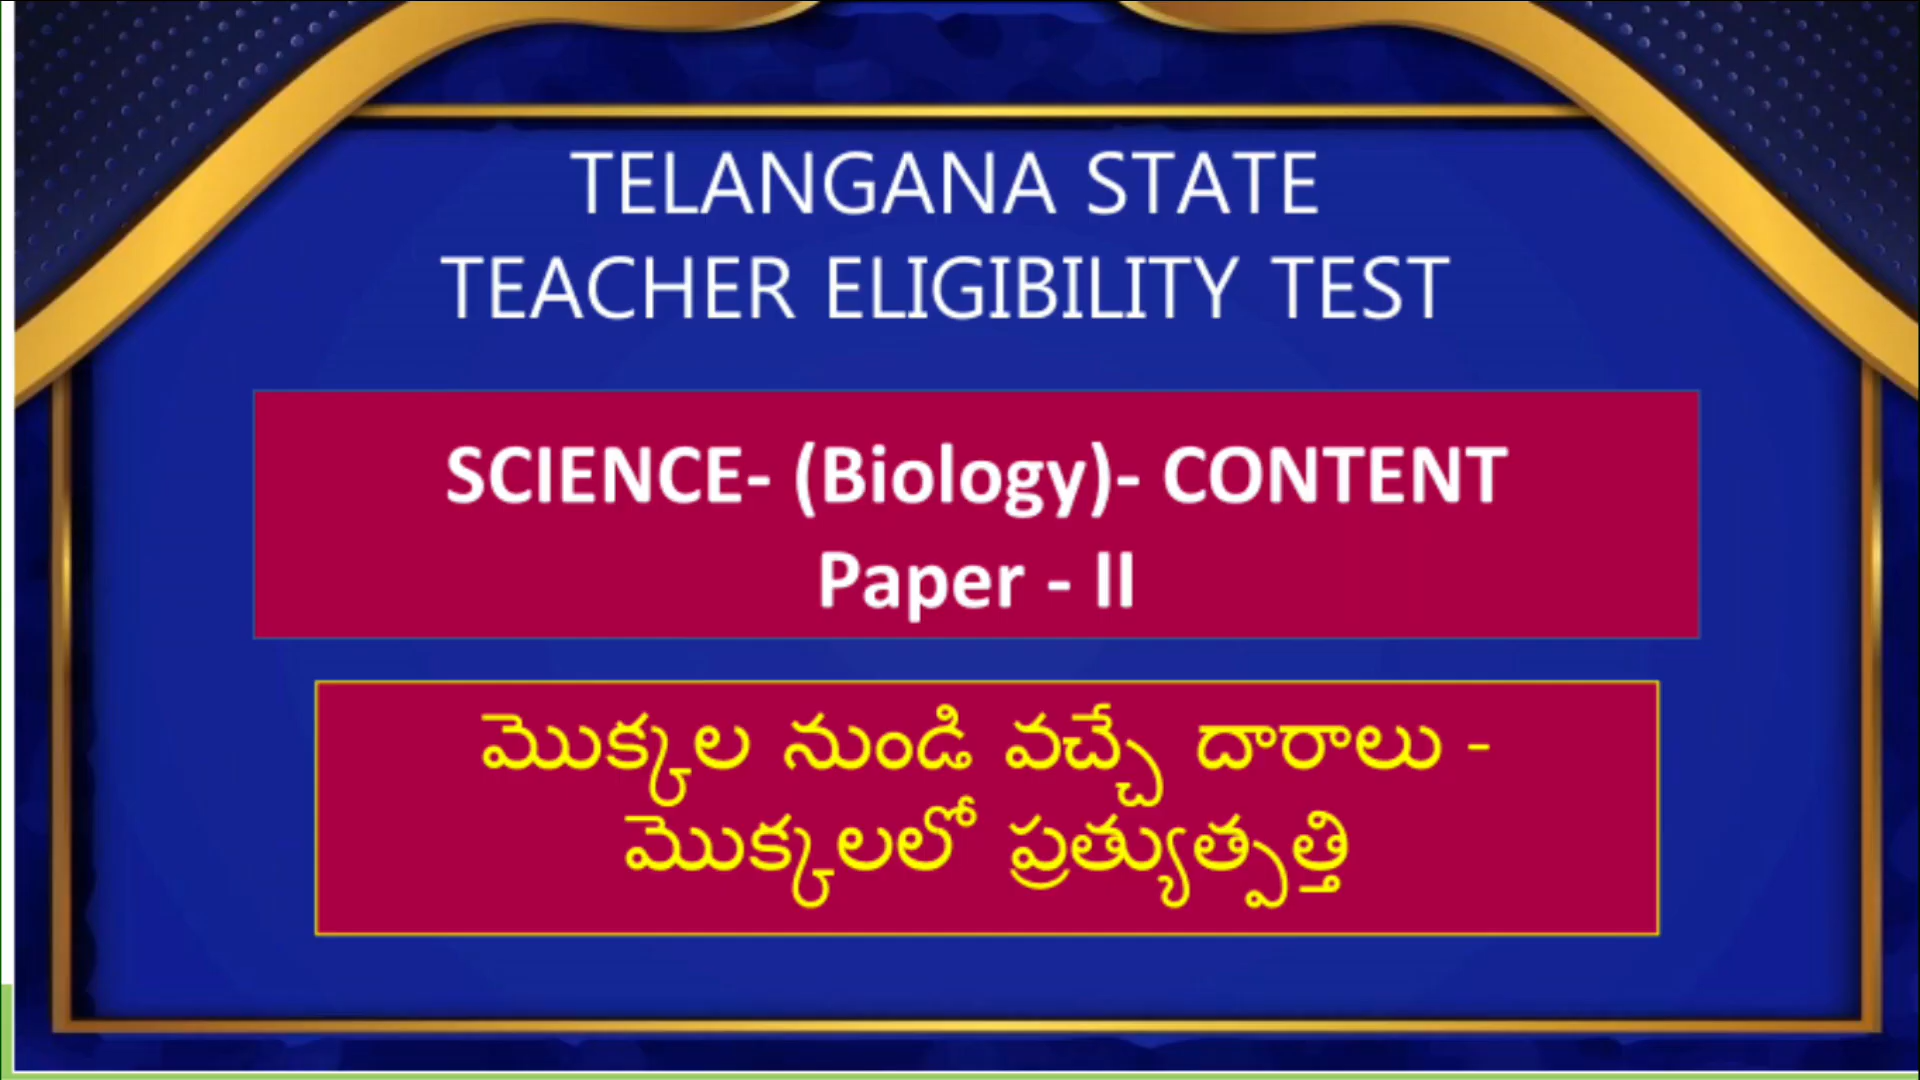 TELANGANA STATE
TEACHER ELIGIBILITY TEST
SCIENCE- (Biology)- CONTENT
Paper - II
మొక్కల నుండి వచ్చే దారాలు -
మొక్కలలో ప్రత్యుత్పత్తి